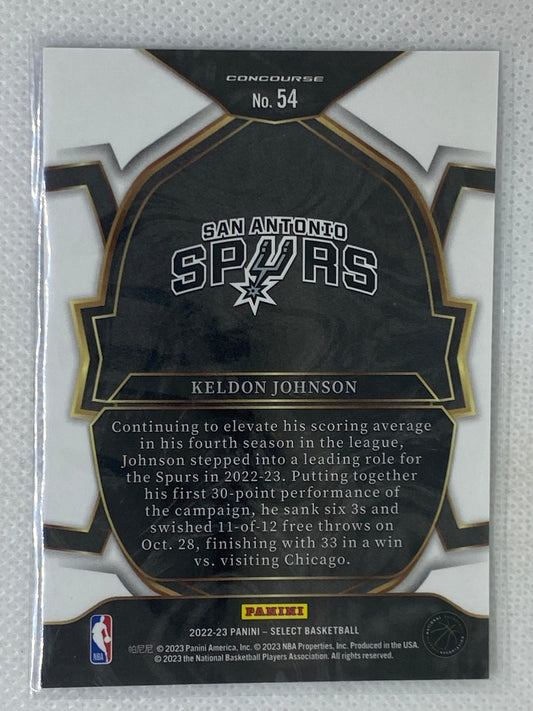 CONCOURSE
No. 54
SAN ANTONIO
SPURS
KELDON JOHNSON
Continuing to elevate his scoring average
in his fourth season in the league,
Johnson stepped into a leading role for
the Spurs in 2022-23. Putting together
his first 30-point performance of
the campaign, he sank six 3s and
swished 11-of-12 free throws on
Oct. 28, finishing with 33 in a win
vs. visiting Chicago.
PANINI
2022-23 PANINI – SELECT BASKETBALL
帕尼尼 © 2023 Panini America, Inc. © 2023 NBA Properties, Inc. Produced in the USA.
© 2023 the National Basketball Players Association. All rights reserved.
NBA